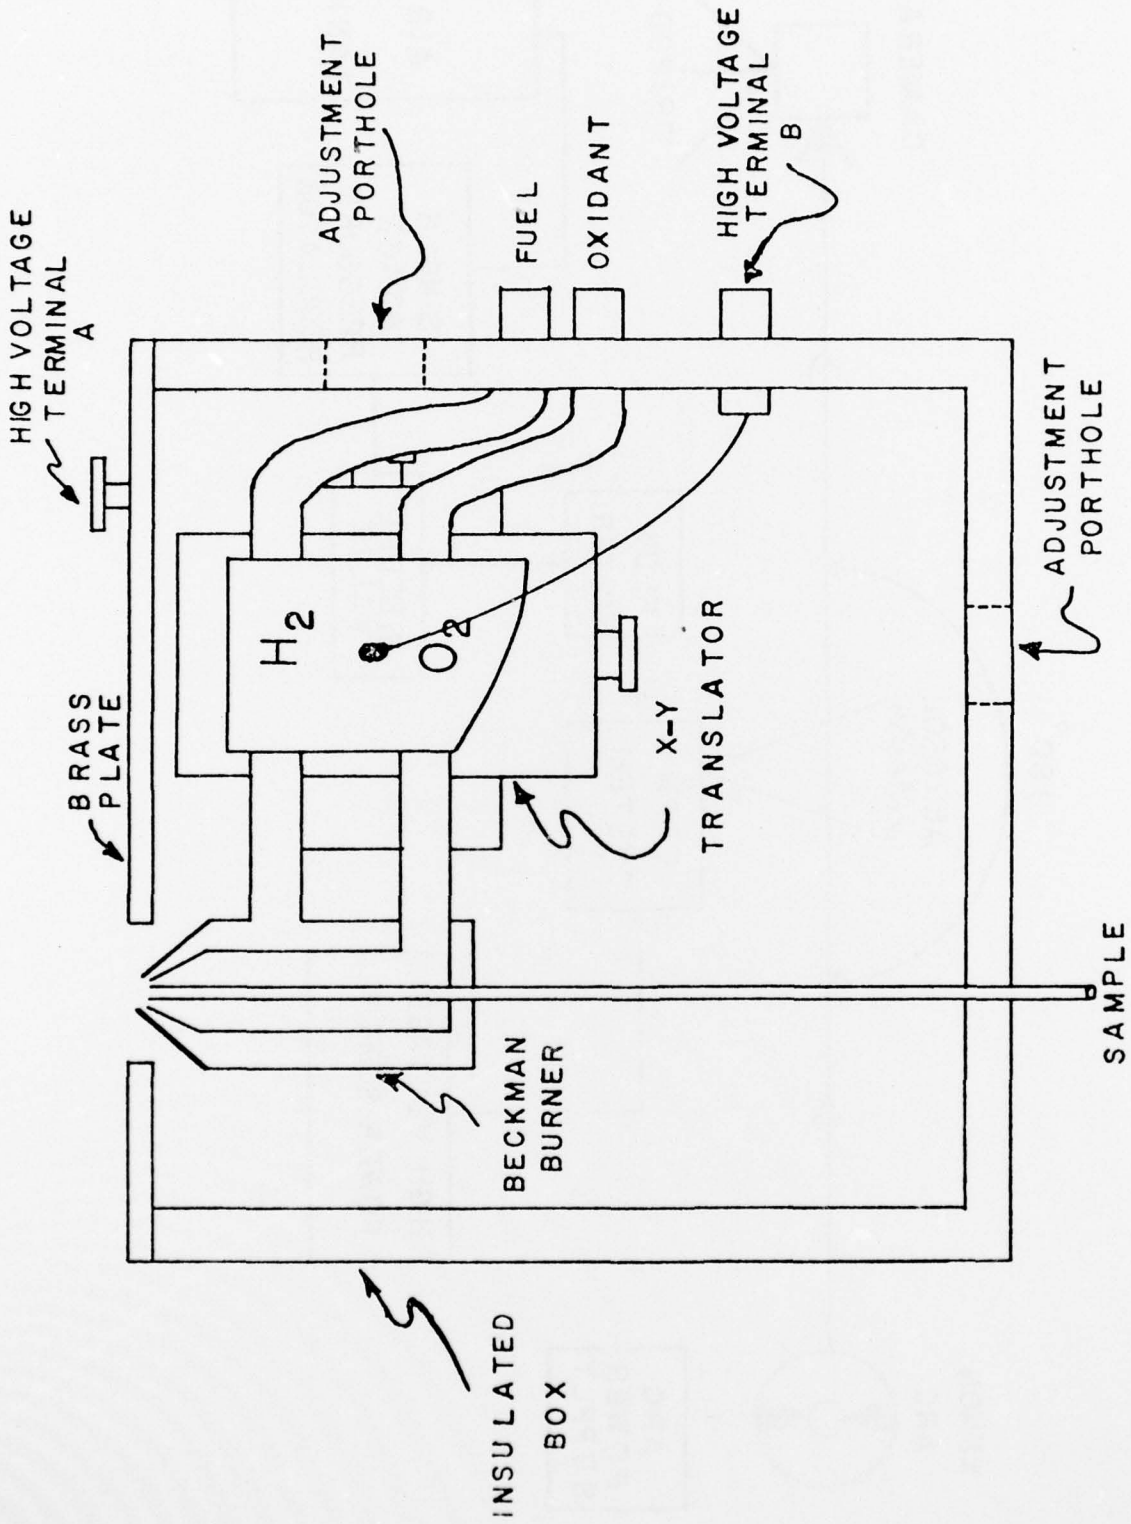 HIGH VOLTAGE
TERMINAL
A
ADJUSTMENT
PORTHOLE
BRASS
PLATE
H2
O2
FUEL
OXIDANT
HIGH VOLTAGE
TERMINAL
B
X-Y
TRANSLATOR
BECKMAN
BURNER
INSULATED
BOX
ADJUSTMENT
PORTHOLE
SAMPLE